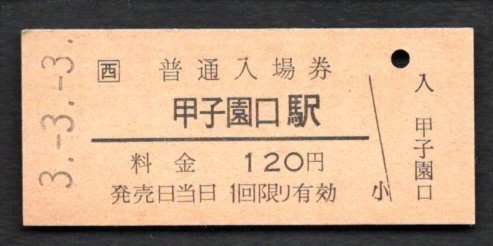 3.-3.-3.
西 普通入場券
甲子園口駅
料金 120円
発売日当日 1回限り有効
小
入
甲子園口